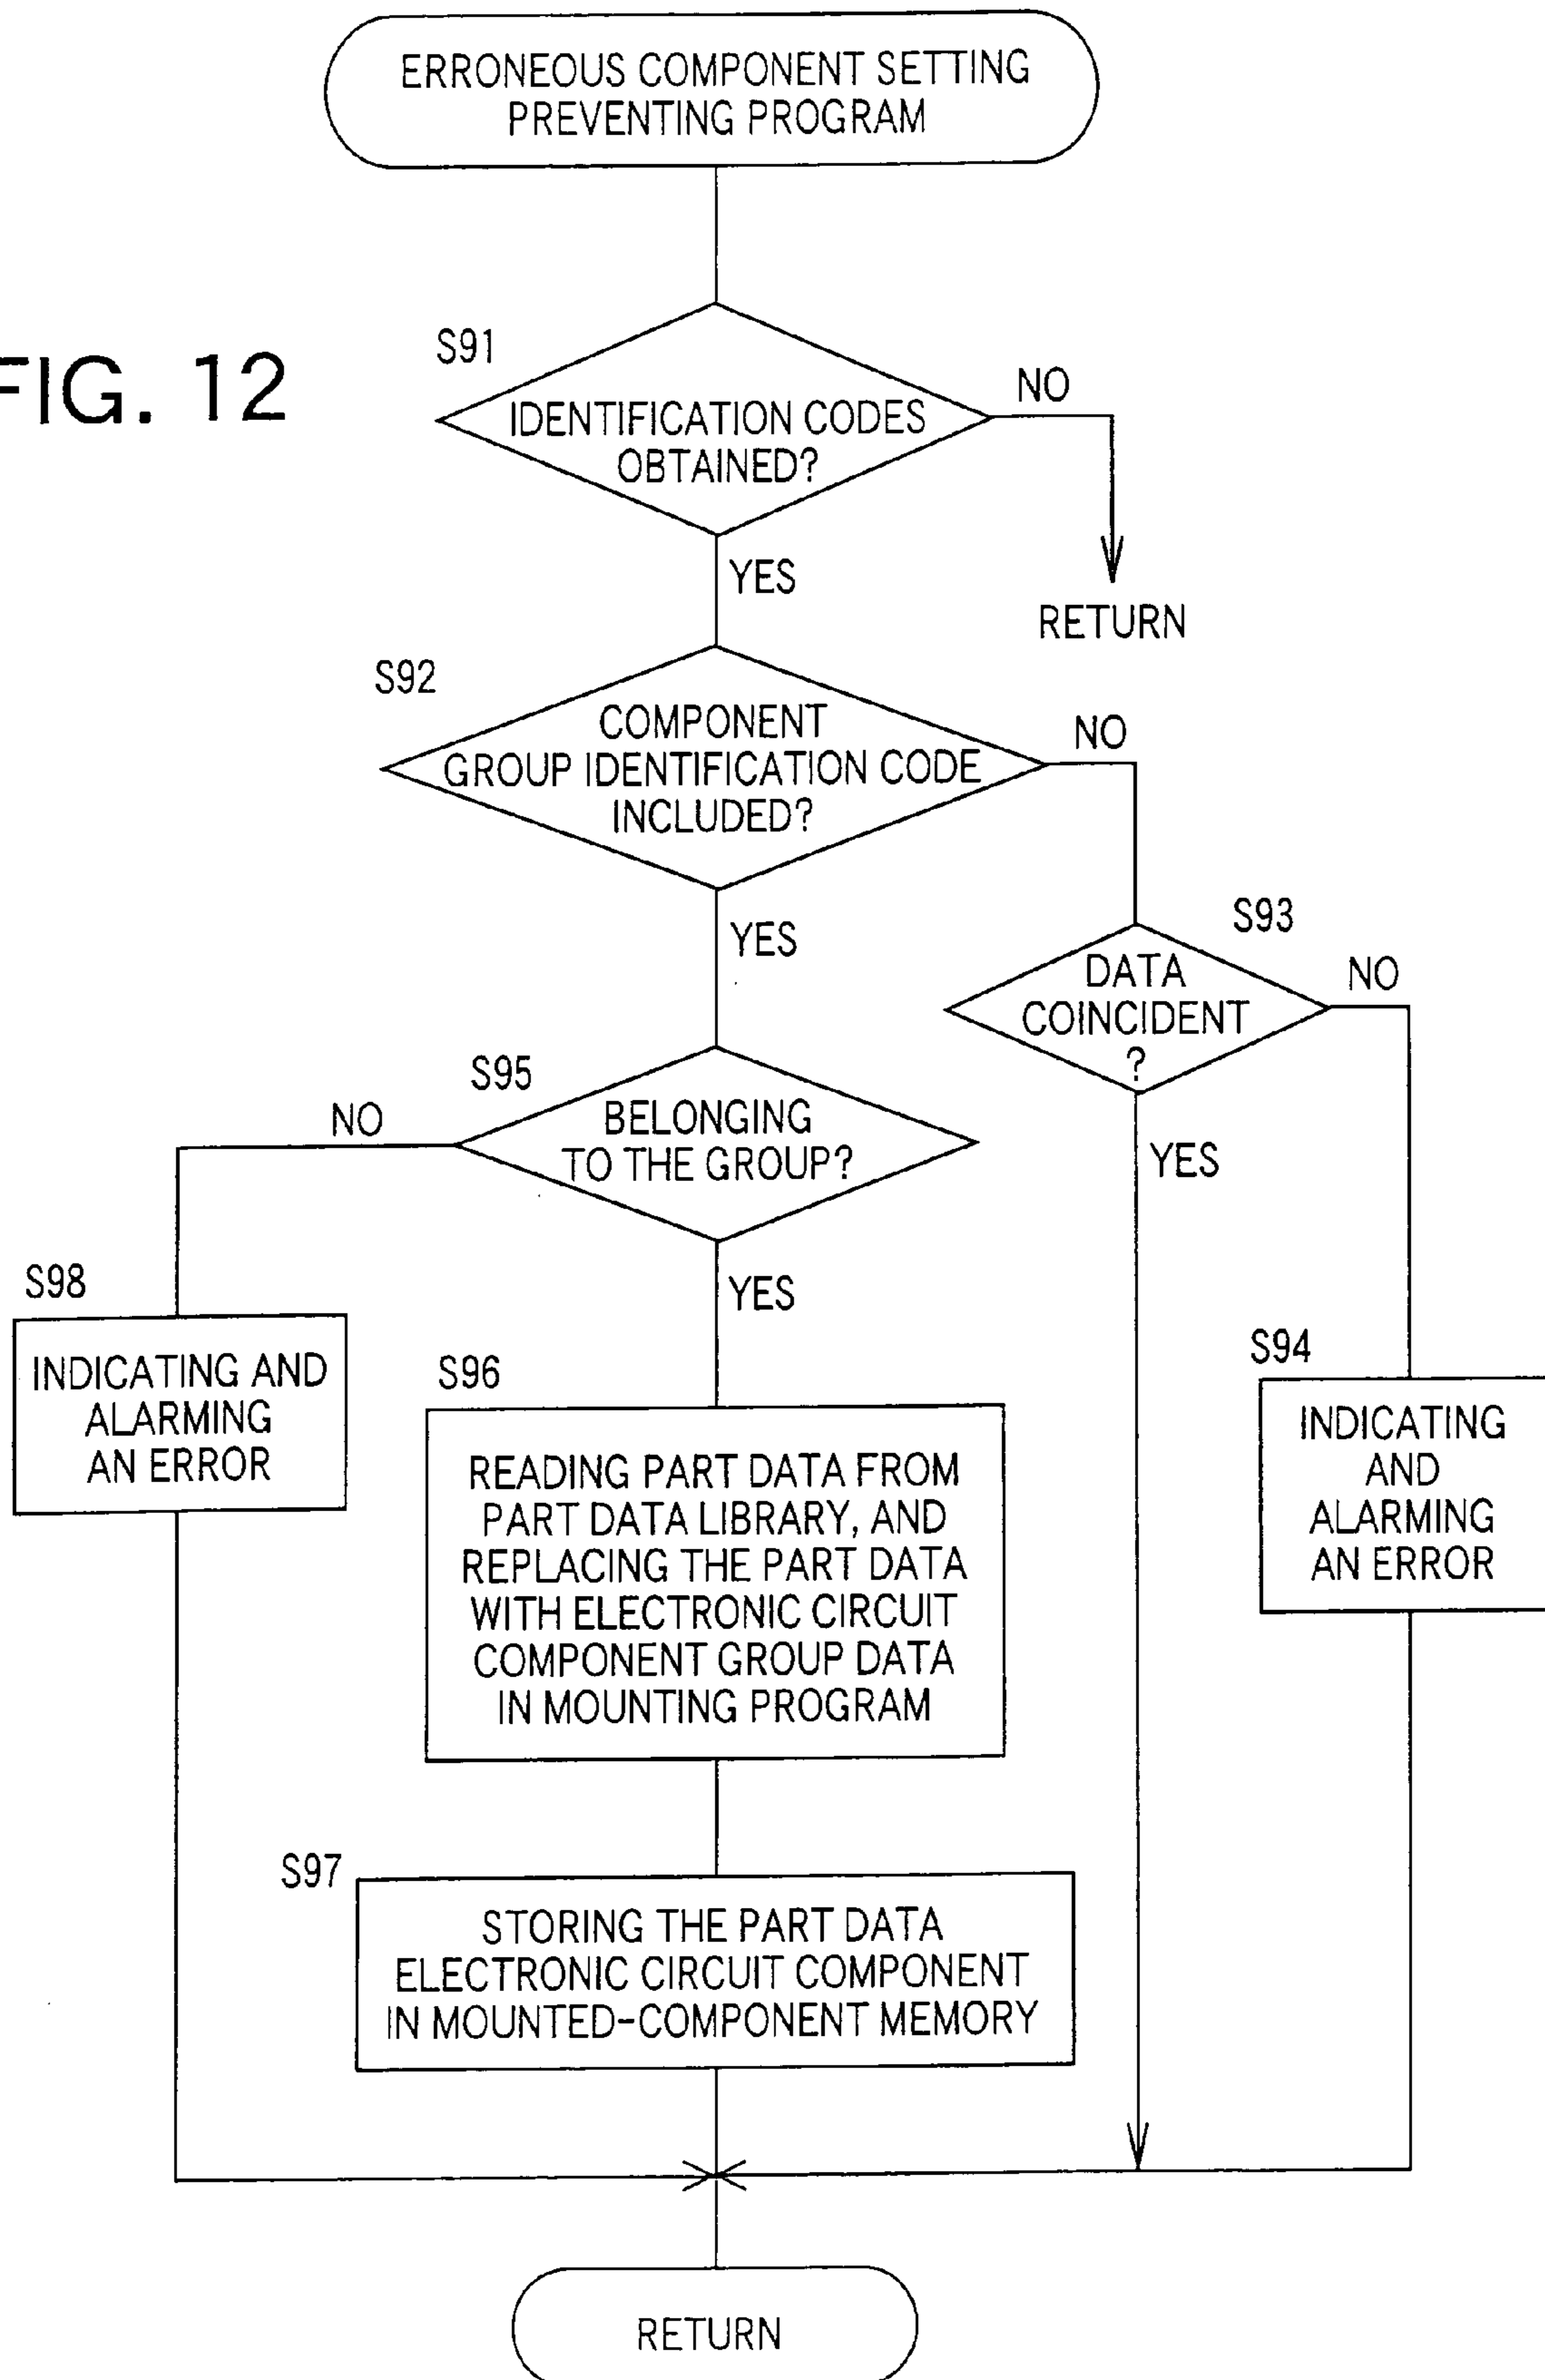 ERRONEOUS COMPONENT SETTING
PREVENTING PROGRAM
FIG. 12
S91
IDENTIFICATION CODES
OBTAINED?
NO
RETURN
YES
S92
COMPONENT
GROUP IDENTIFICATION CODE
INCLUDED?
NO
YES
S93
DATA
COINCIDENT
?
NO
YES
S95
BELONGING
TO THE GROUP?
NO
YES
S98
INDICATING AND
ALARMING
AN ERROR
S96
READING PART DATA FROM
PART DATA LIBRARY, AND
REPLACING THE PART DATA
WITH ELECTRONIC CIRCUIT
COMPONENT GROUP DATA
IN MOUNTING PROGRAM
S94
INDICATING
AND
ALARMING
AN ERROR
S97
STORING THE PART DATA
ELECTRONIC CIRCUIT COMPONENT
IN MOUNTED-COMPONENT MEMORY
RETURN